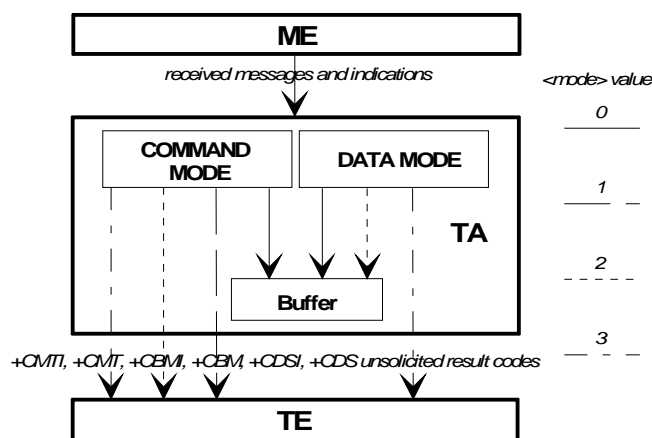 ME
received messages and indications
<mode> value
0
COMMAND
MODE
DATA MODE
1
TA
2
Buffer
3
+CMTI, +CMT, +CBMI, +CBM, +CDSI, +CDS unsolicited result codes
TE